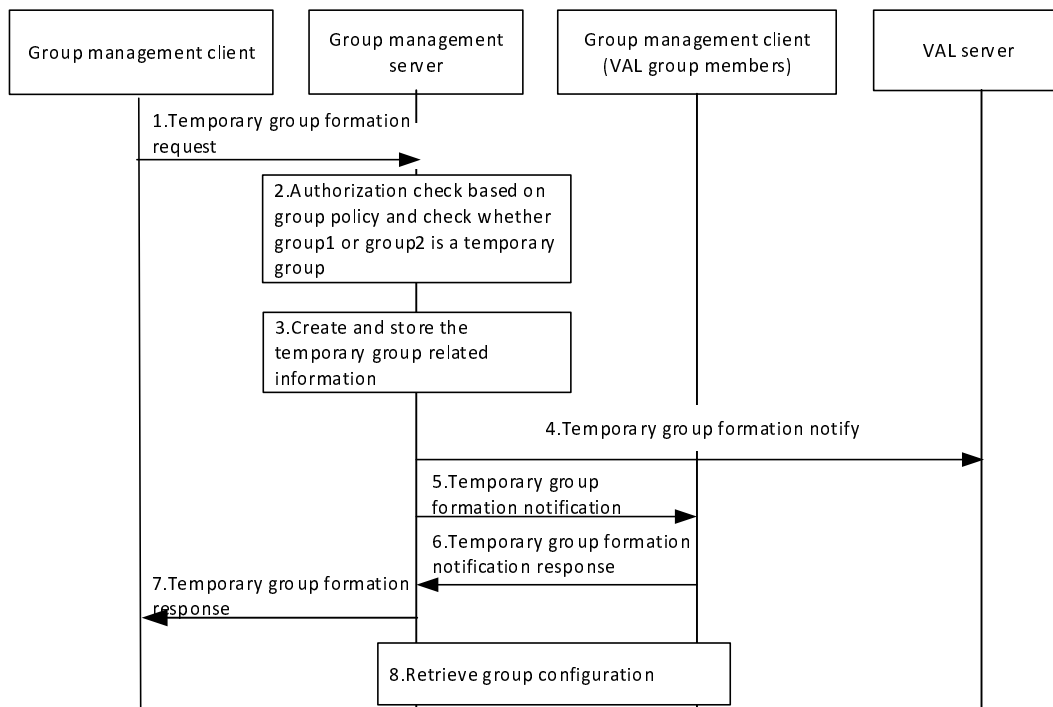 Group management client
Group management
server
Group management client
(VAL group members)
VAL server
1.Temporary group formation
request
2.Authorization check based on
group policy and check whether
group1 or group2 is a temporary
group
3.Create and store the
temporary group related
information
4.Temporary group formation notify
5.Temporary group
formation notification
6.Temporary group formation
notification response
7.Temporary group formation
response
8.Retrieve group configuration